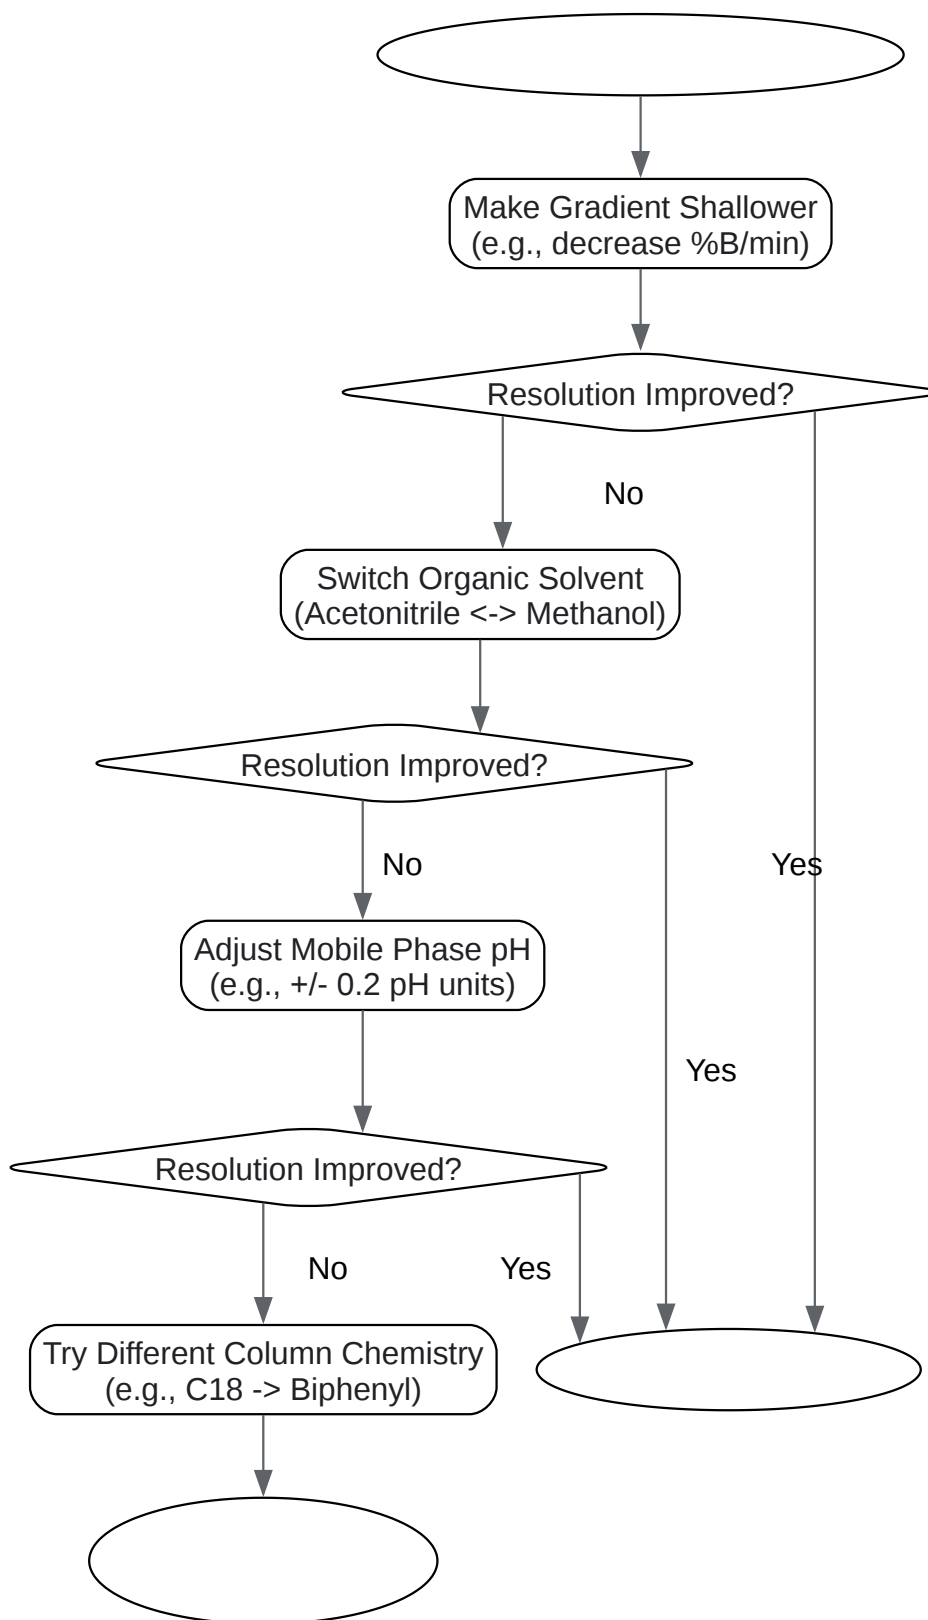 Make Gradient Shallower
(e.g., decrease %B/min)
Resolution Improved?
No
Switch Organic Solvent
(Acetonitrile <-> Methanol)
Resolution Improved?
No
Yes
Adjust Mobile Phase pH
(e.g., +/- 0.2 pH units)
Yes
Resolution Improved?
No
Yes
Try Different Column Chemistry
(e.g., C18 -> Biphenyl)